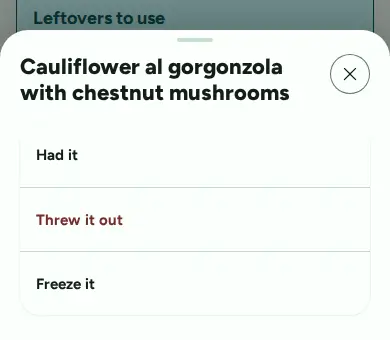 Leftovers to use
Cauliflower al gorgonzola
with chestnut mushrooms
Had it
Threw it out
Freeze it